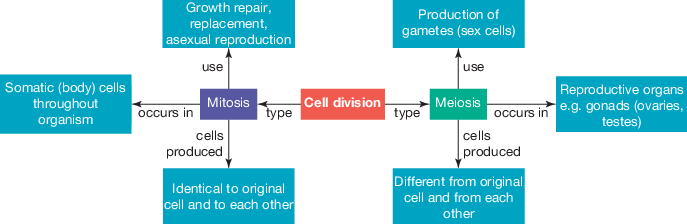 Growth repair,
replacement,
asexual reproduction
Production of
gametes (sex cells)
use
use
Somatic (body) cells
throughout
organism
occurs in
Mitosis
type
Cell division
type
Meiosis
occurs in
Reproductive organs
e.g. gonads (ovaries,
testes)
cells
produced
cells
produced
Identical to original
cell and to each other
Different from original
cell and from each
other